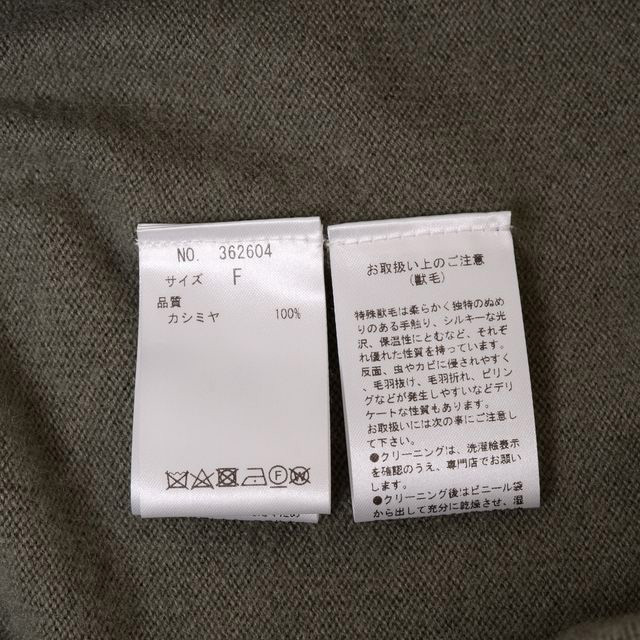 NO. 362604
サイズ F
品質
カシミヤ 100%
F W
お取扱い上のご注意
(獣毛)
特殊獣毛は柔らかく独特のぬめ
りのある手触り、シルキーな光
沢、保温性にとむなど、それぞ
れ優れた性質を持っています。
反面、虫やカビに侵されやすく
、毛羽抜け、毛羽折れ、ピリン
グなどが発生しやすいなどデリ
ケートな性質もあります。
お取扱いには次の事にご注意し
て下さい。
●クリーニングは、洗濯絵表示
を確認のうえ、専門店でお願い
します。
●クリーニング後はビニール袋
から出して充分に乾燥させ、湿